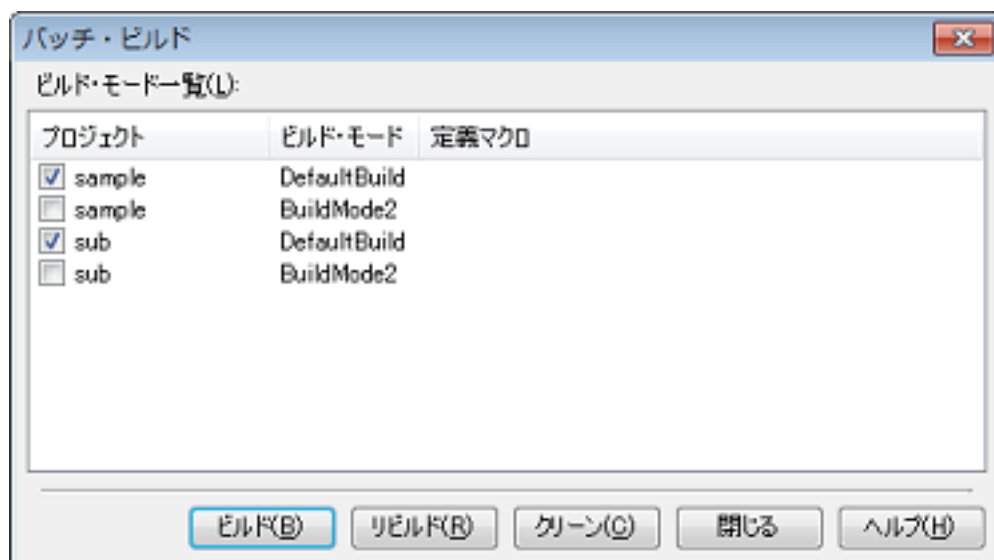 バッチ・ビルド
ビルド・モード一覧(L):
プロジェクト ビルド・モード 定義マクロ
sample DefaultBuild
sample BuildMode2
sub DefaultBuild
sub BuildMode2
ビルド(B) リビルド(R) クリーン(C) 閉じる ヘルプ(H)